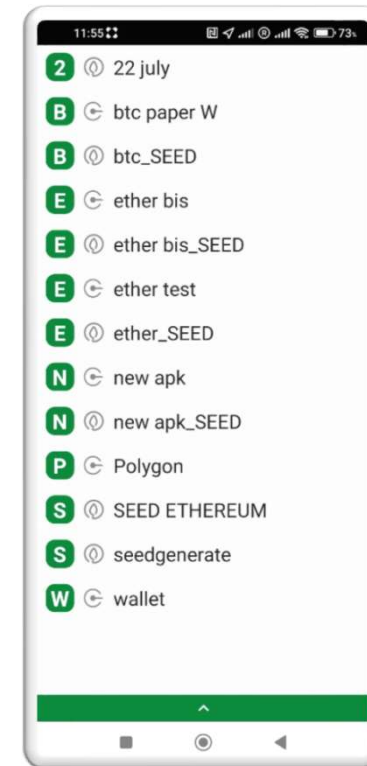 11:55 73%
2 22 july
B btc paper W
B btc_SEED
E ether bis
E ether bis_SEED
E ether test
E ether_SEED
N new apk
N new apk_SEED
P Polygon
S SEED ETHEREUM
S seedgenerate
W wallet